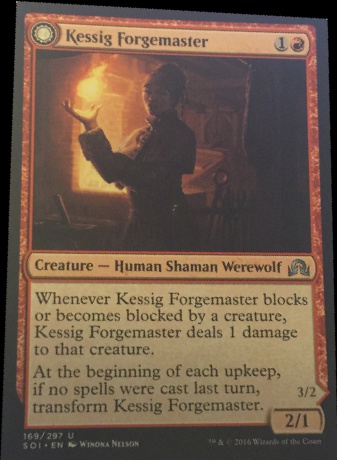 Kessig Forgemaster 1
Creature — Human Shaman Werewolf
Whenever Kessig Forgemaster blocks
or becomes blocked by a creature,
Kessig Forgemaster deals 1 damage
to that creature.
At the beginning of each upkeep,
if no spells were cast last turn,
transform Kessig Forgemaster.
3/2
2/1
169/297 U
SOI • EN Winona Nelson
™ & © 2016 Wizards of the Coast